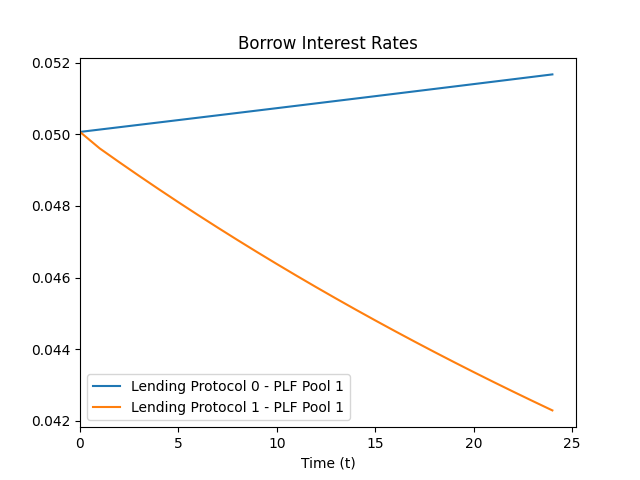 Borrow Interest Rates
0.052
0.050
0.048
0.046
0.044
0.042
Lending Protocol 0 - PLF Pool 1
Lending Protocol 1 - PLF Pool 1
0 5 10 15 20 25
Time (t)